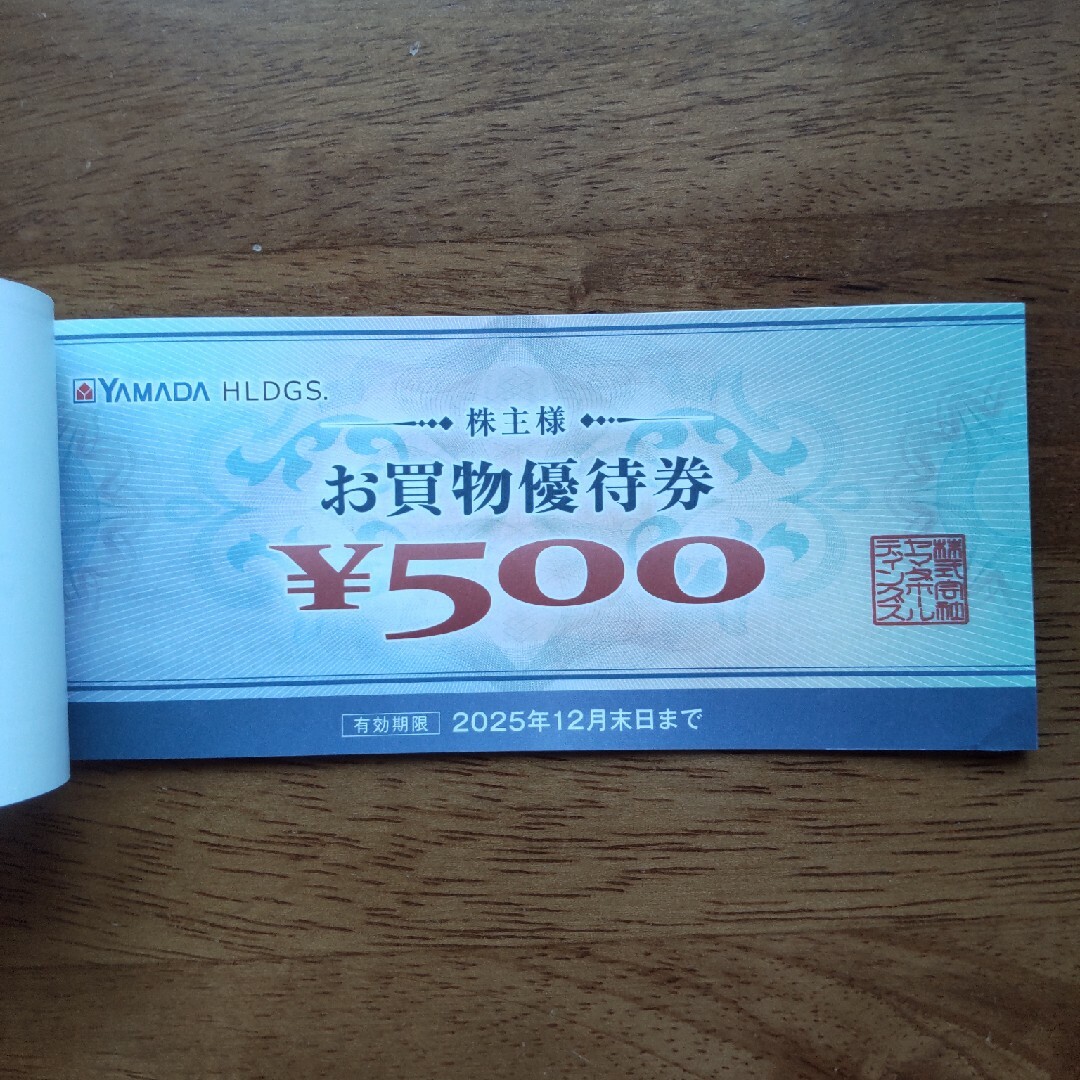 YAMADA HLDGS.
株主様
お買物優待券
¥500
株式会社
ヤマダホール
ディングス
有効期限 2025年12月末日まで